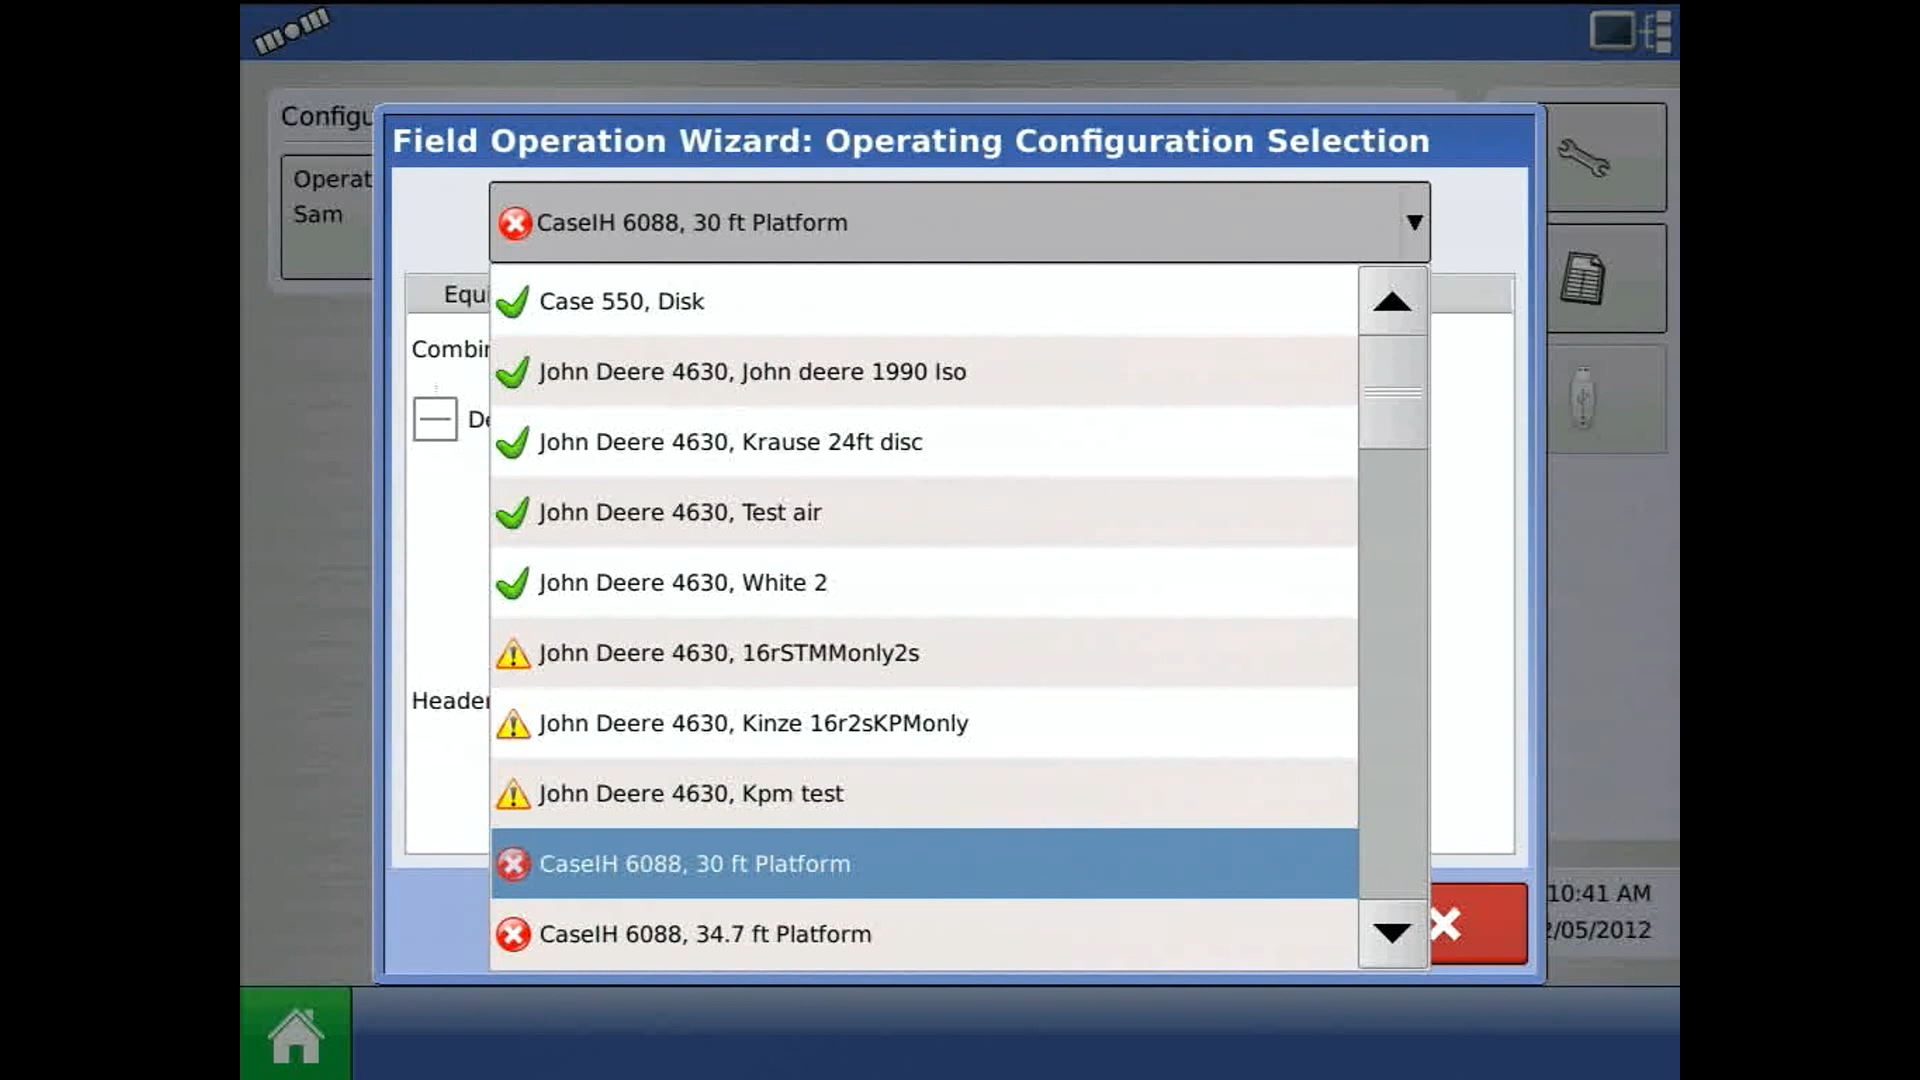 Configu
Field Operation Wizard: Operating Configuration Selection
Operat
Sam
CaseIH 6088, 30 ft Platform
Equi
Case 550, Disk
Combin
John Deere 4630, John deere 1990 Iso
De
John Deere 4630, Krause 24ft disc
John Deere 4630, Test air
John Deere 4630, White 2
John Deere 4630, 16rSTMMonly2s
Header
John Deere 4630, Kinze 16r2sKPMonly
John Deere 4630, Kpm test
CaseIH 6088, 30 ft Platform
CaseIH 6088, 34.7 ft Platform
10:41 AM
2/05/2012